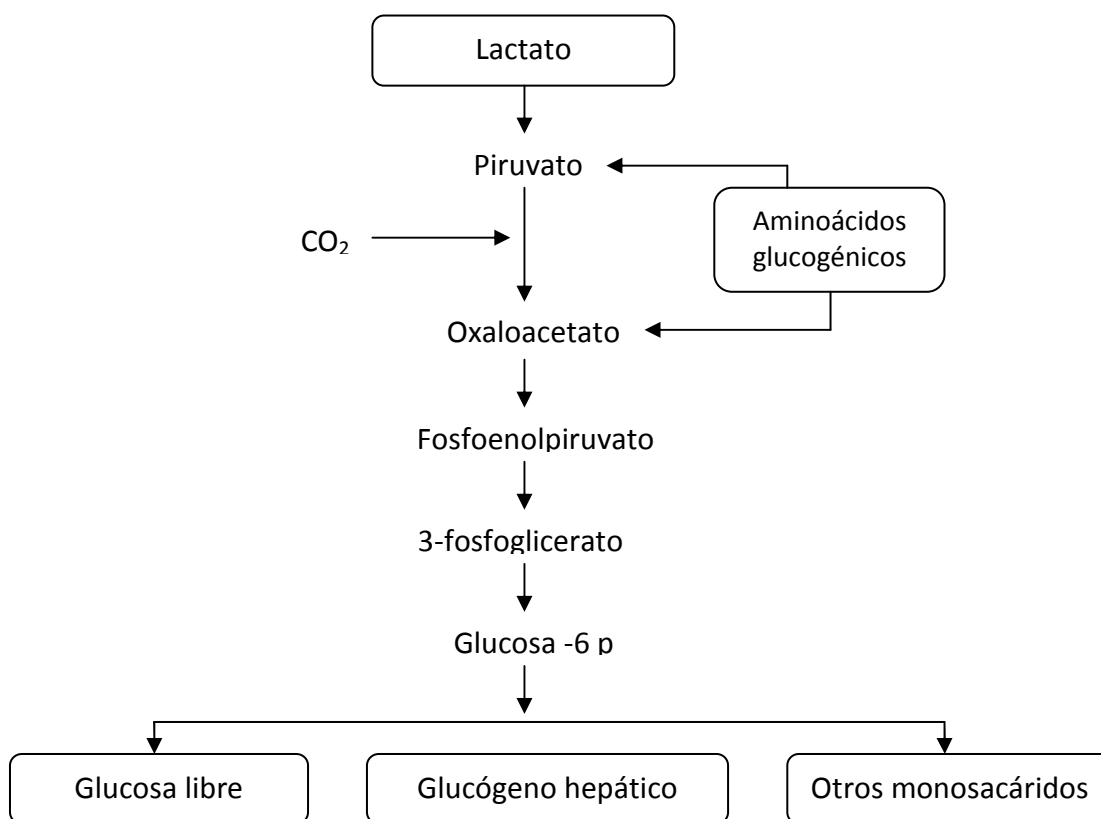 Lactato
Piruvato
Aminoácidos
glucogénicos
CO₂
Oxaloacetato
Fosfoenolpiruvato
3-fosfoglicerato
Glucosa -6 p
Glucosa libre
Glucógeno hepático
Otros monosacáridos